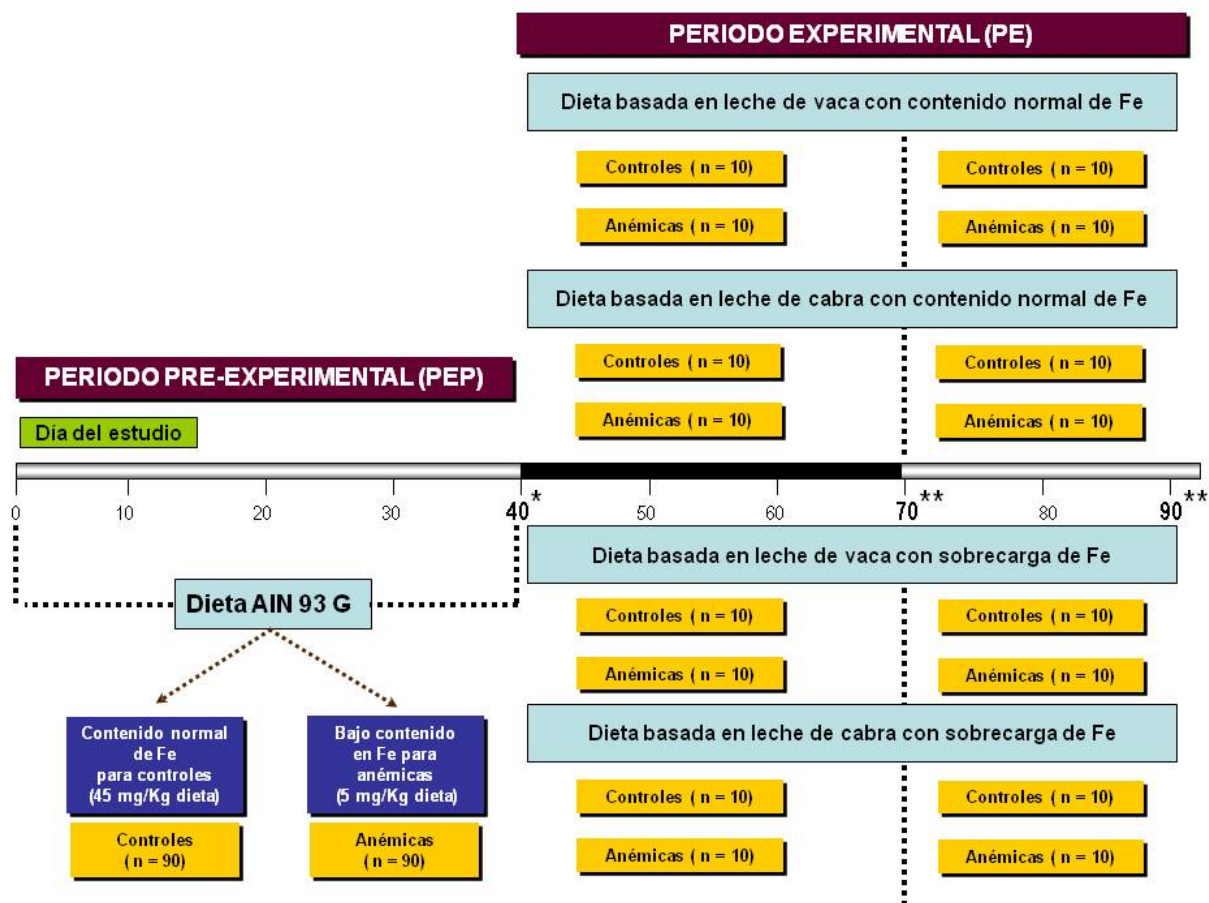 PERIODO EXPERIMENTAL (PE)
Dieta basada en leche de vaca con contenido normal de Fe
Controles ( n = 10)
Controles ( n = 10)
Anémicas ( n = 10)
Anémicas ( n = 10)
Dieta basada en leche de cabra con contenido normal de Fe
Controles ( n = 10)
Controles ( n = 10)
Anémicas ( n = 10)
Anémicas ( n = 10)
PERIODO PRE-EXPERIMENTAL (PEP)
Día del estudio
0 10 20 30 40* 50 60 70** 80 90**
Dieta AIN 93 G
Contenido normal
de Fe
para controles
(45 mg/Kg dieta)
Controles
( n = 90)
Bajo contenido
en Fe para
anémicas
(5 mg/Kg dieta)
Anémicas
( n = 90)
Dieta basada en leche de vaca con sobrecarga de Fe
Controles ( n = 10)
Controles ( n = 10)
Anémicas ( n = 10)
Anémicas ( n = 10)
Dieta basada en leche de cabra con sobrecarga de Fe
Controles ( n = 10)
Controles ( n = 10)
Anémicas ( n = 10)
Anémicas ( n = 10)